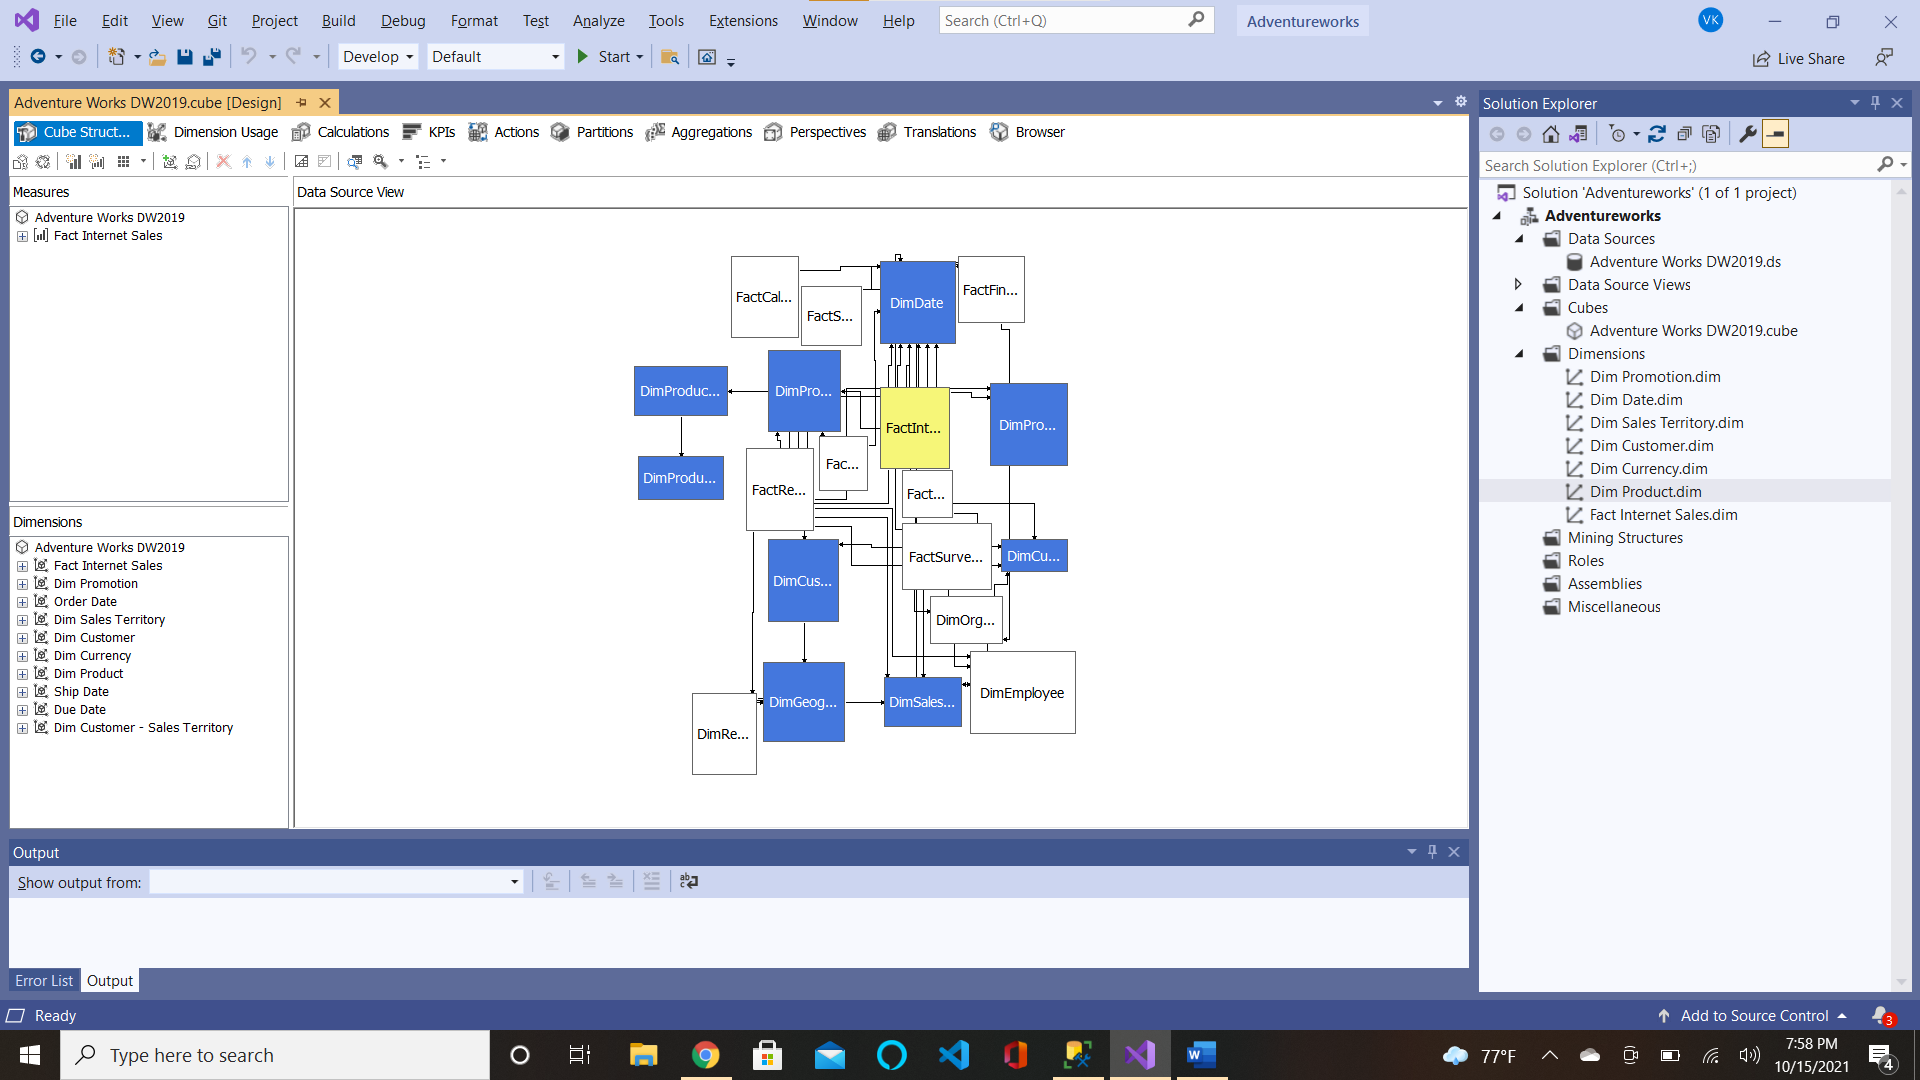 File Edit View Git Project Build Debug Format Test Analyze Tools Extensions Window Help Search (Ctrl+Q) Adventureworks VK
Develop Default Start Live Share
Adventure Works DW2019.cube [Design]
Cube Struct... Dimension Usage Calculations KPIs Actions Partitions Aggregations Perspectives Translations Browser
Measures
Adventure Works DW2019
Fact Internet Sales
Dimensions
Adventure Works DW2019
Fact Internet Sales
Dim Promotion
Order Date
Dim Sales Territory
Dim Customer
Dim Currency
Dim Product
Ship Date
Due Date
Dim Customer - Sales Territory
Data Source View
FactCal...
FactS...
DimDate
FactFin...
DimProduc...
DimPro...
FactInt...
DimPro...
DimProdu...
FactRe...
Fac...
Fact...
DimCus...
FactSurve...
DimCu...
DimOrg...
DimGeog...
DimSales...
DimEmployee
DimRe...
Solution Explorer
Search Solution Explorer (Ctrl+;)
Solution 'Adventureworks' (1 of 1 project)
Adventureworks
Data Sources
Adventure Works DW2019.ds
Data Source Views
Cubes
Adventure Works DW2019.cube
Dimensions
Dim Promotion.dim
Dim Date.dim
Dim Sales Territory.dim
Dim Customer.dim
Dim Currency.dim
Dim Product.dim
Fact Internet Sales.dim
Mining Structures
Roles
Assemblies
Miscellaneous
Output
Show output from:
Error List Output
Ready Add to Source Control 3
Type here to search 77°F 7:58 PM
10/15/2021 4